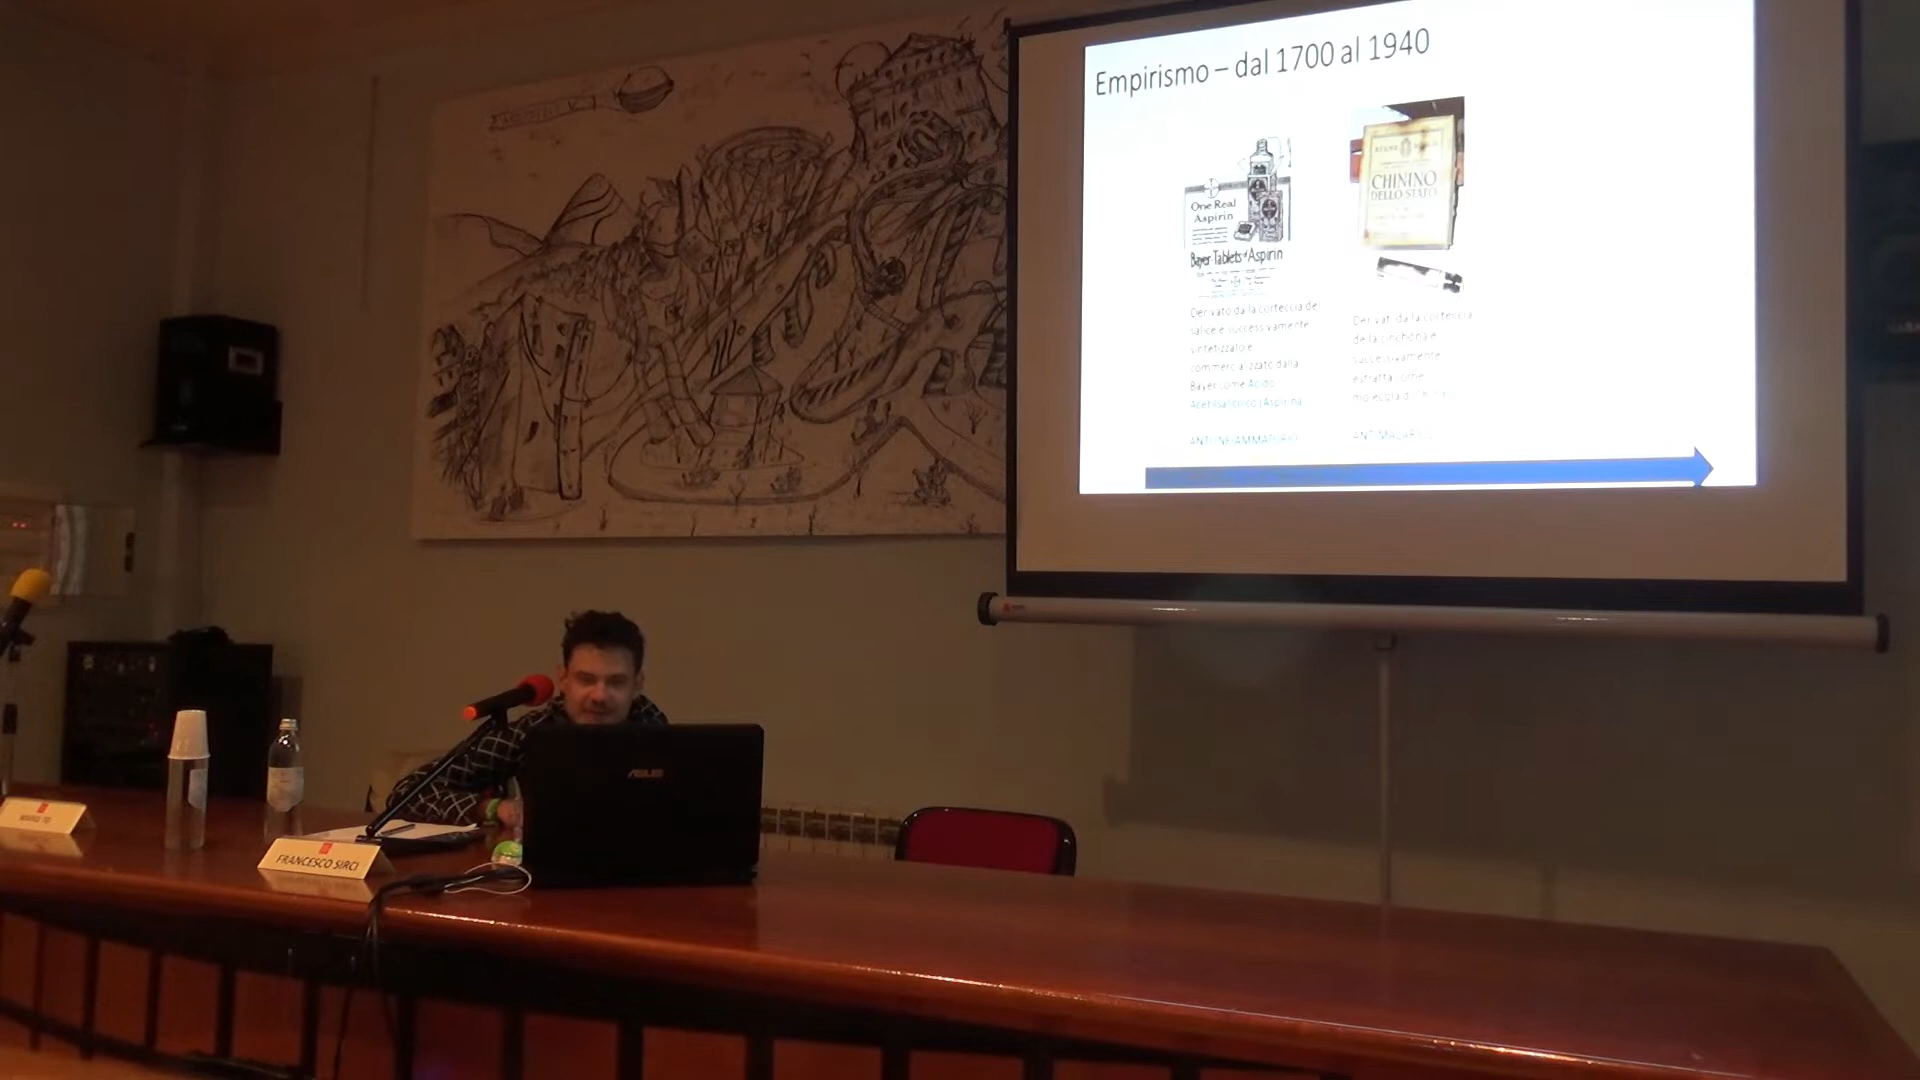 Empirismo – dal 1700 al 1940
One Real
Aspirin
Bayer Tablets of Aspirin
CHININO
DELLO STATO
Derivato dalla corteccia del
salice e successivamente
sintetizzato e
commercializzato dalla
Bayer come Acido
Acetilsalicilico (Aspirina
ANTINFIAMMATORIO
Derivati dalla corteccia
della cinchona e
successivamente
estratta come
molecola di
ANTIMALARICO
ASUS
FRANCESCO SIRCI